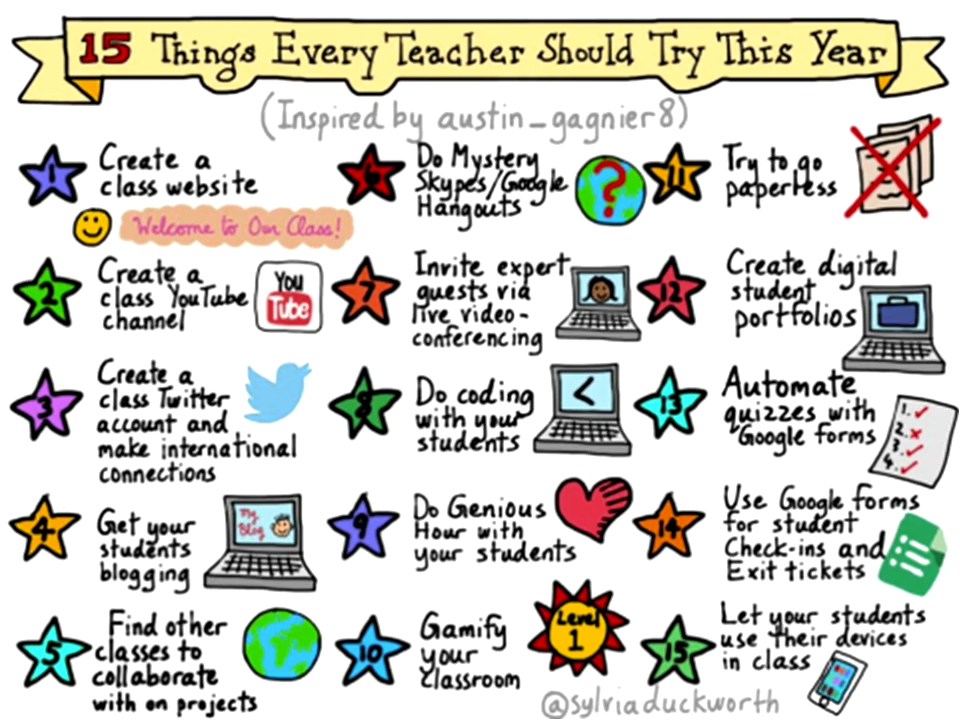 15 Things Every Teacher Should Try This Year
(Inspired by austin_gagnier8)
1
Create a
class website
Welcome to Our Class!
2
Create a
class YouTube
channel
You
Tube
3
Create a
class Twitter
account and
make international
connections
4
Get your
students
blogging
My
Blog
5
Find other
classes to
collaborate
with on projects
6
Do Mystery
Skypes/Google
Hangouts
?
7
Invite expert
guests via
live video-
conferencing
8
Do coding
with your
students
<
9
Do Genious
Hour with
your students
10
Gamify
your
classroom
Level
1
11
Try to go
paperless
12
Create digital
student
portfolios
13
Automate
quizzes with
Google forms
1.
2.
3.
4.
14
Use Google forms
for student
Check-ins and
Exit tickets
15
Let your students
use their devices
in class
@sylviaduckworth